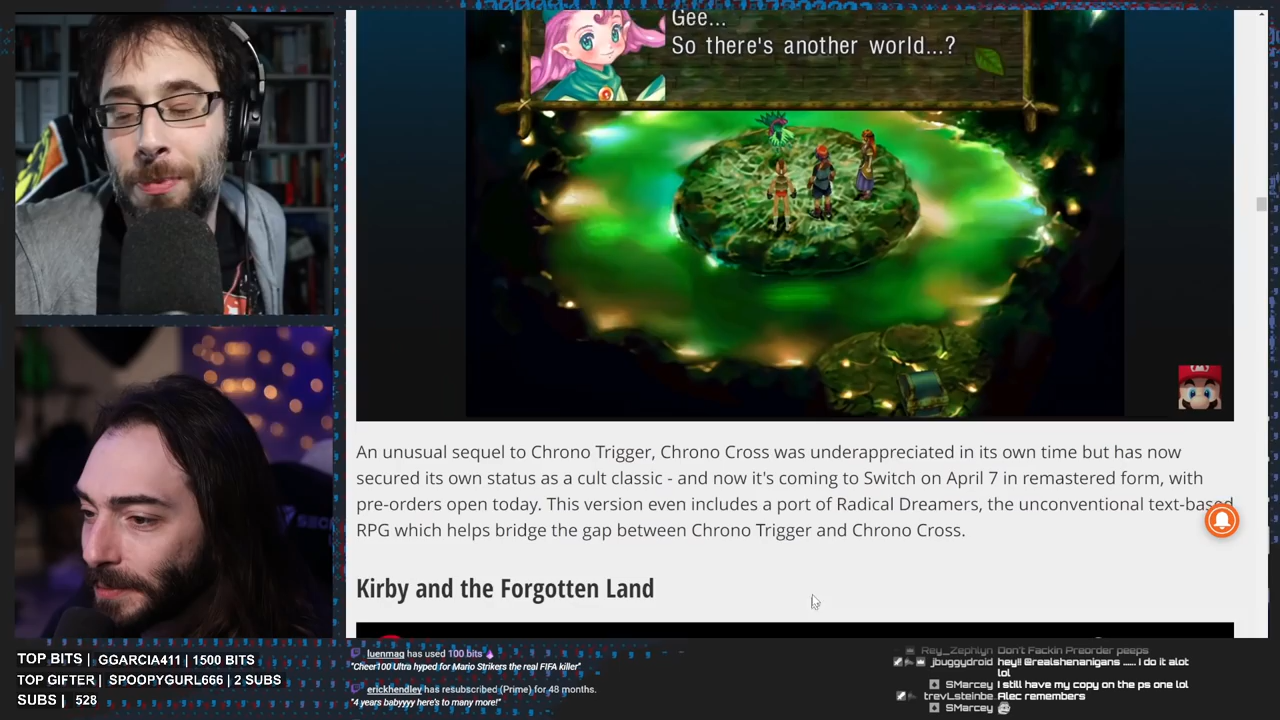 Gee...
So there's another world...?
An unusual sequel to Chrono Trigger, Chrono Cross was underappreciated in its own time but has now
secured its own status as a cult classic - and now it's coming to Switch on April 7 in remastered form, with
pre-orders open today. This version even includes a port of Radical Dreamers, the unconventional text-based
RPG which helps bridge the gap between Chrono Trigger and Chrono Cross.
Kirby and the Forgotten Land
TOP BITS | GGARCIA411 | 1500 BITS
TOP GIFTER | SPOOPYGURL666 | 2 SUBS
SUBS | 528
luenmag has used 100 bits
"Cheer100 Ultra hyped for Mario Strikers the real FIFA killer"
erickhendley has resubscribed (Prime) for 48 months.
"4 years babyyyy here's to many more!"
Rey_Zephlyn Don't Fackin Preorder peeps
jbuggydroid hey!! @realshenanigans ...... I do it alot
lol
SMarcey I still have my copy on the ps one lol
TrevLsteinbe Alec remembers
SMarcey